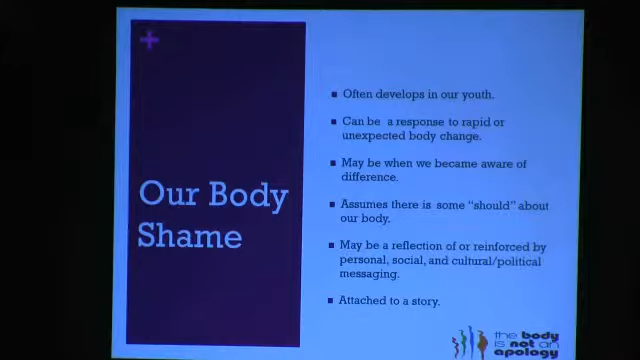 +
Our Body
Shame
Often develops in our youth.
Can be a response to rapid or
unexpected body change.
May be when we became aware of
difference.
Assumes there is some “should” about
our body.
May be a reflection of or reinforced by
personal, social, and cultural/political
messaging.
Attached to a story.
the body
is not an
apology